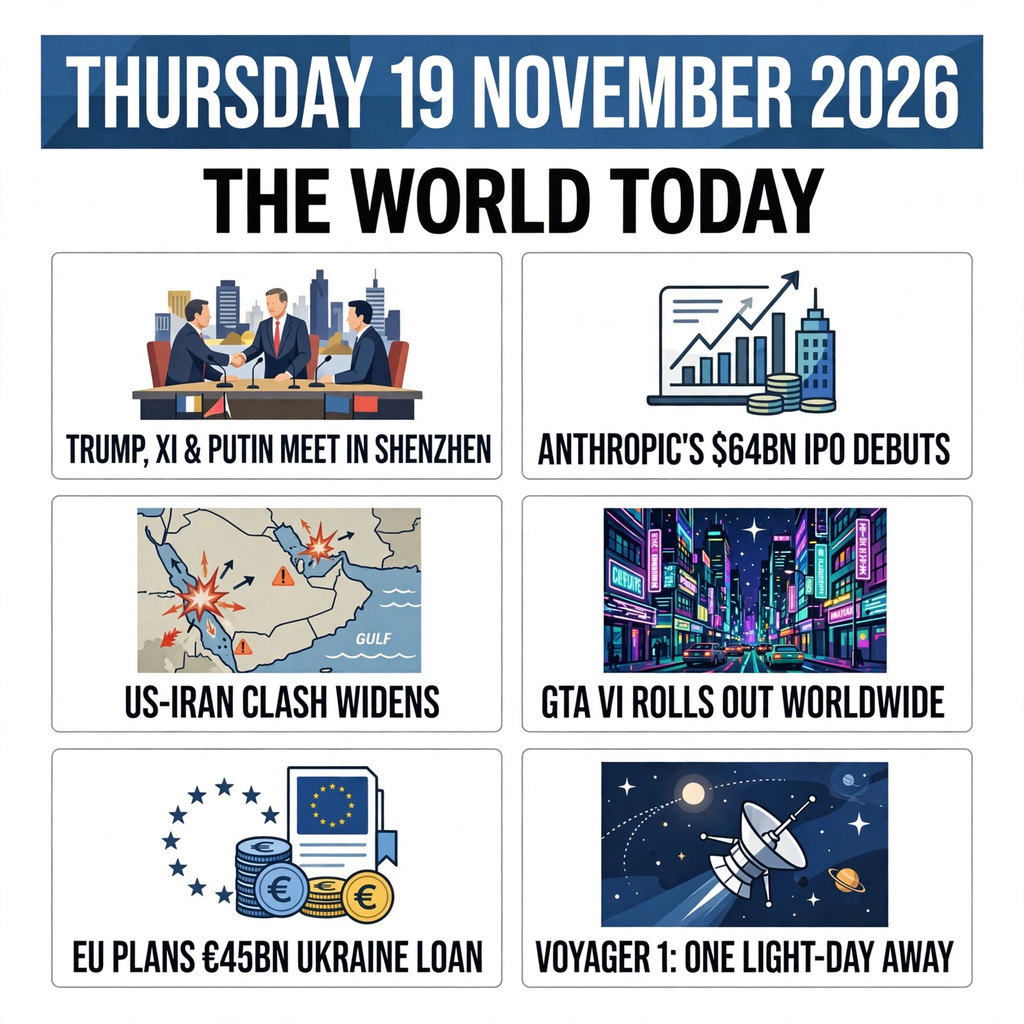 THURSDAY 19 NOVEMBER 2026
THE WORLD TODAY
TRUMP, XI & PUTIN MEET IN SHENZHEN
ANTHROPIC'S $64BN IPO DEBUTS
GULF
US-IRAN CLASH WIDENS
GTA VI ROLLS OUT WORLDWIDE
EU PLANS €45BN UKRAINE LOAN
VOYAGER 1: ONE LIGHT-DAY AWAY